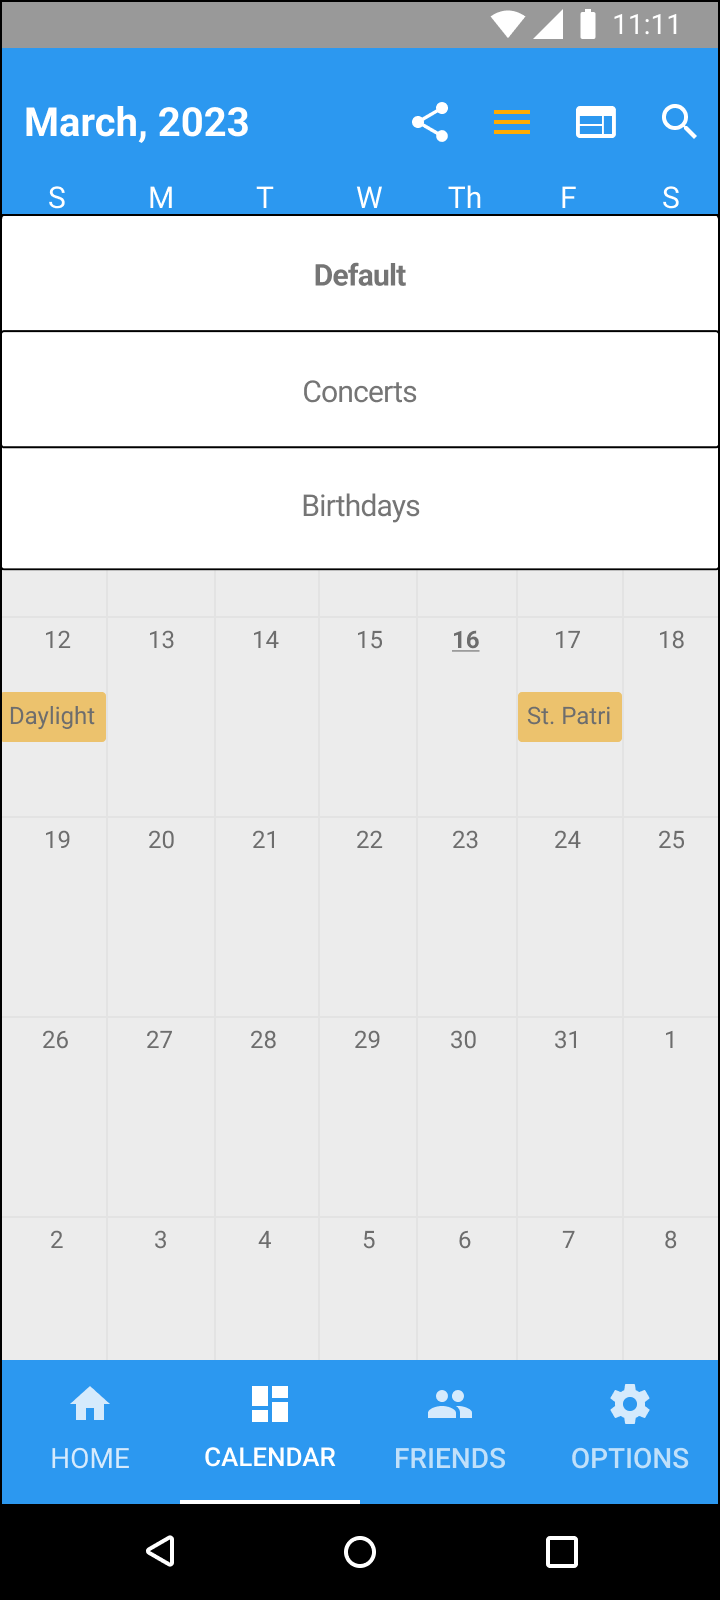 11:11
March, 2023
S M T W Th F S
Default
Concerts
Birthdays
12 13 14 15 16 17 18
Daylight St. Patri
19 20 21 22 23 24 25
26 27 28 29 30 31 1
2 3 4 5 6 7 8
HOME CALENDAR FRIENDS OPTIONS